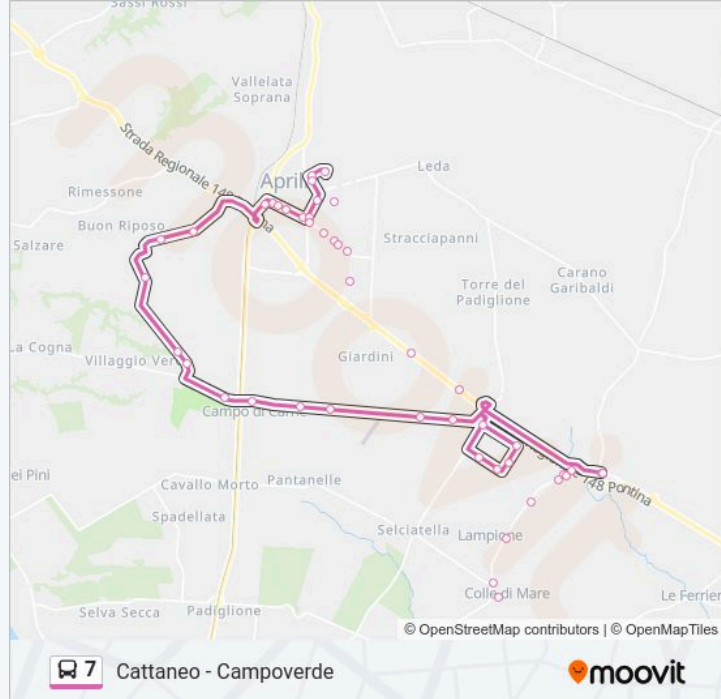 Sassi Rossi
Vallelata
Soprana
Strada Regionale 148
Leda
Rimessone
Buon Riposo
Stracciapanni
Salzare
Torre del
Padiglione
Carano
Garibaldi
La Cogna
Villaggio
Giardini
Campo di Carne
148 Pontina
ei Pini
Cavallo Morto
Pantanelle
Spadellata
Selciatella
Lampione
Colle di Mare
Le Ferrier
Selva Secca
Padiglione
© OpenStreetMap contributors | © OpenMapTiles
7 Cattaneo - Campoverde
moovit